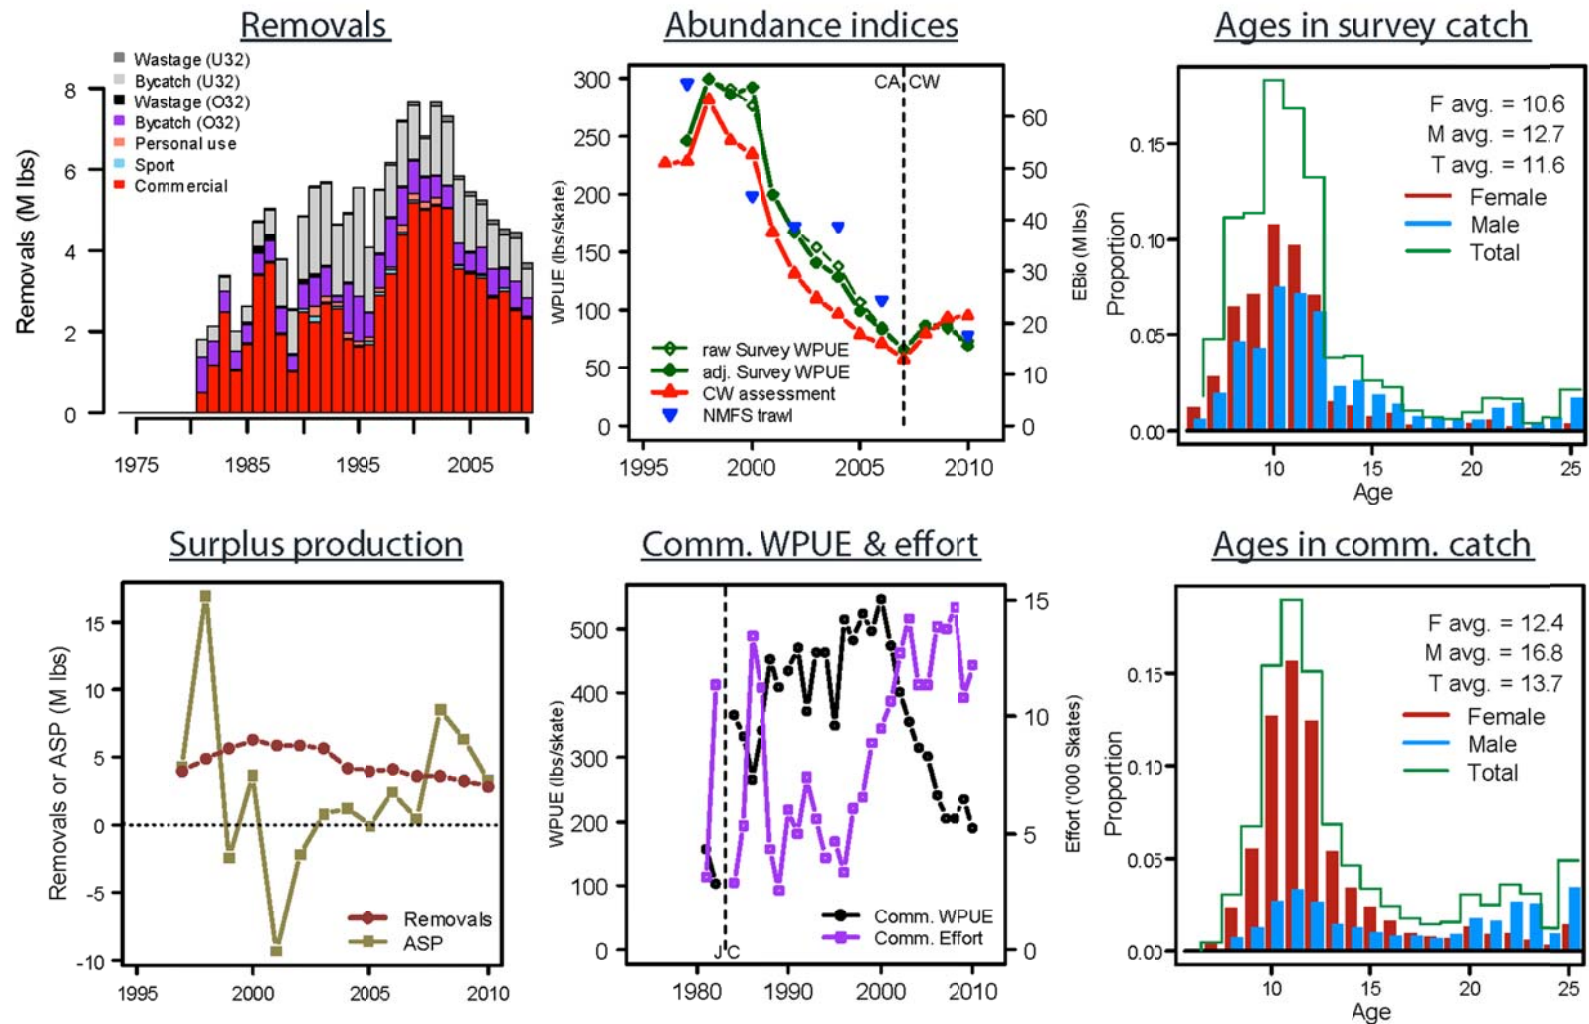 Removals
Wastage (U32)
Bycatch (U32)
Wastage (O32)
Bycatch (O32)
Personal use
Sport
Commercial
Removals (M lbs)
8
6
4
2
0
1975 1985 1995 2005
Abundance indices
CA CW
WPUE (lbs/skate)
300
250
200
150
100
50
0
EBio (M lbs)
60
50
40
30
20
10
0
raw Survey WPUE
adj. Survey WPUE
CW assessment
NMFS trawl
1995 2000 2005 2010
Ages in survey catch
F avg. = 10.6
M avg. = 12.7
T avg. = 11.6
Female
Male
Total
Proportion
0.15
0.10
0.05
0.00
10 15 20 25
Age
Surplus production
Removals or ASP (M lbs)
15
10
5
0
-5
-10
Removals
ASP
1995 2000 2005 2010
Comm. WPUE & effort
WPUE (lbs/skate)
500
400
300
200
100
0
Effort ('000 Skates)
15
10
5
0
J C
Comm. WPUE
Comm. Effort
1980 1990 2000 2010
Ages in comm. catch
F avg. = 12.4
M avg. = 16.8
T avg. = 13.7
Female
Male
Total
Proportion
0.15
0.10
0.05
0.00
10 15 20 25
Age